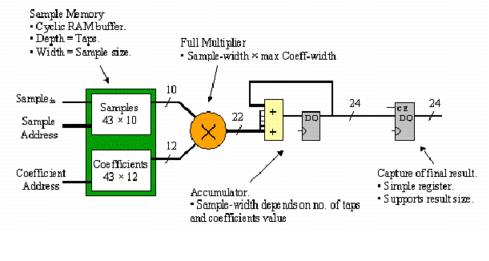 Sample Memory
• Cyclic RAM buffer.
• Depth = Taps.
• Width = Sample size.
Full Multiplier
• Sample-width × max Coeff-width
Sample in
Sample
Address
Coefficient
Address
Samples
43 × 10
Coefficients
43 × 12
10
12
22
+
+
DQ
24
CE
DQ
24
Accumulator.
• Sample-width depends on no. of taps
and coefficients value
Capture of final result.
• Simple register.
• Supports result size.